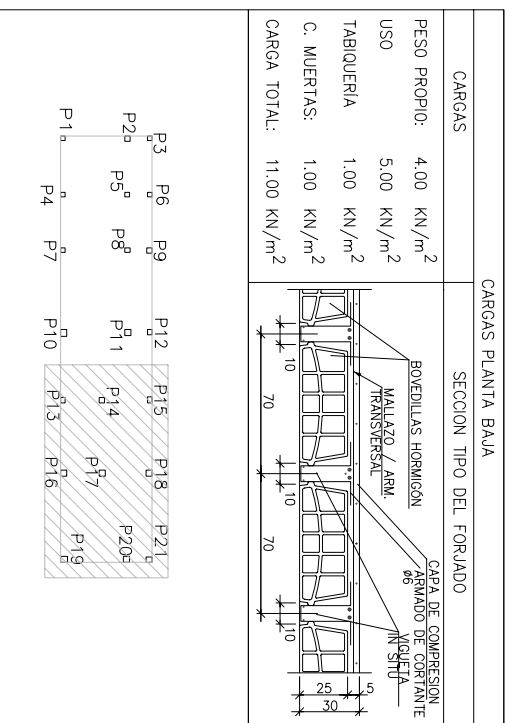 CARGAS PLANTA BAJA
CARGAS
SECCION TIPO DEL FORJADO
PESO PROPIO: 4.00 KN/m2
USO 5.00 KN/m2
TABIQUERÍA 1.00 KN/m2
C. MUERTAS: 1.00 KN/m2
CARGA TOTAL: 11.00 KN/m2
CAPA DE COMPRESION
ARMADO DE CORTANTE
ø6
VIGUETA
IN SITU
BOVEDILLAS HORMIGÓN
MALLAZO / ARM.
TRANSVERSAL
10 10 10
70 70
25 5
30
P3 P6 P9 P12 P15 P18 P21
P2 P5 P8 P11 P14 P17 P20
P1 P4 P7 P10 P13 P16 P19